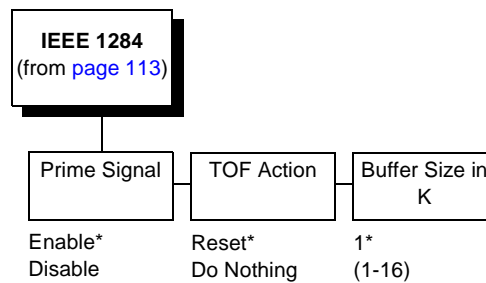 IEEE 1284
(from page 113)
Prime Signal
TOF Action
Buffer Size in
K
Enable*
Disable
Reset*
Do Nothing
1*
(1-16)